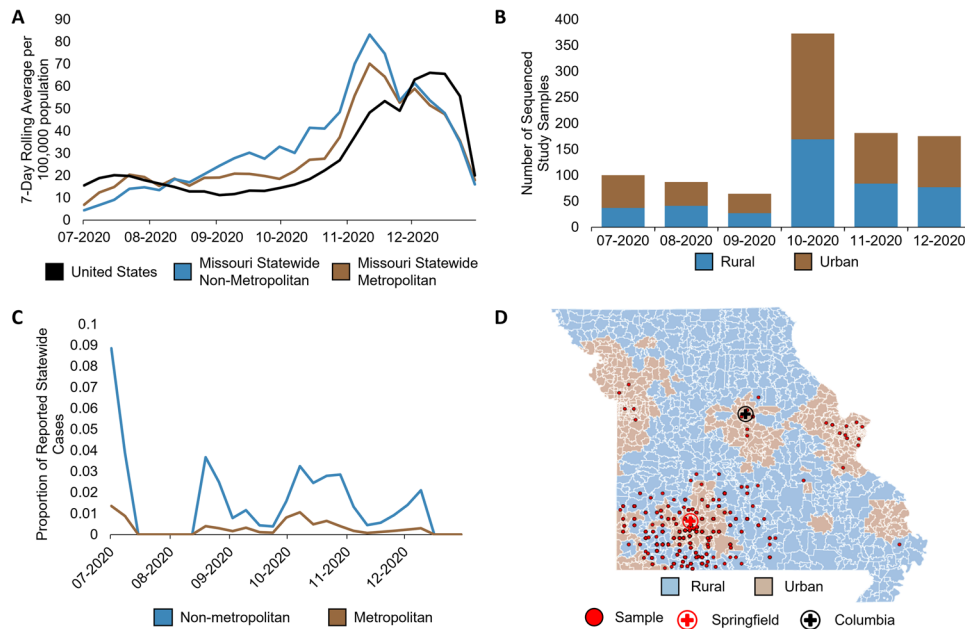 A
7-Day Rolling Average per
100,000 population
90
80
70
60
50
40
30
20
10
0
07-2020 08-2020 09-2020 10-2020 11-2020 12-2020
United States
Missouri Statewide
Non-Metropolitan
Missouri Statewide
Metropolitan
B
Number of Sequenced
Study Samples
400
350
300
250
200
150
100
50
0
07-2020 08-2020 09-2020 10-2020 11-2020 12-2020
Rural Urban
C
Proportion of Reported Statewide
Cases
0.1
0.09
0.08
0.07
0.06
0.05
0.04
0.03
0.02
0.01
0
07-2020 08-2020 09-2020 10-2020 11-2020 12-2020
Non-metropolitan Metropolitan
D
Rural Urban
Sample Springfield Columbia